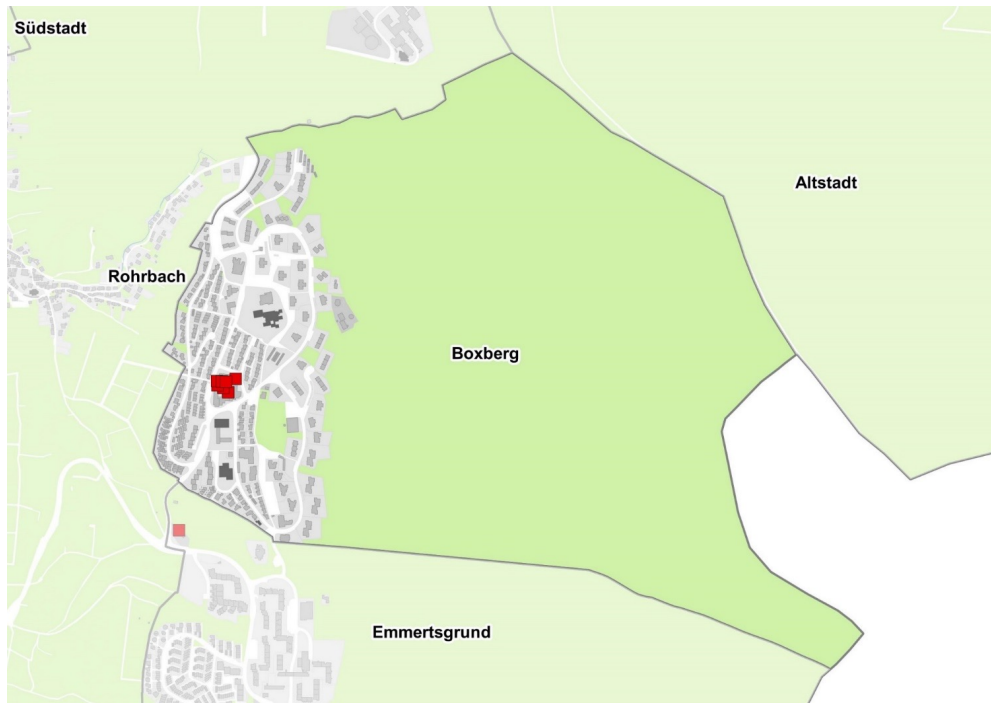 Südstadt
Altstadt
Rohrbach
Boxberg
Emmertsgrund